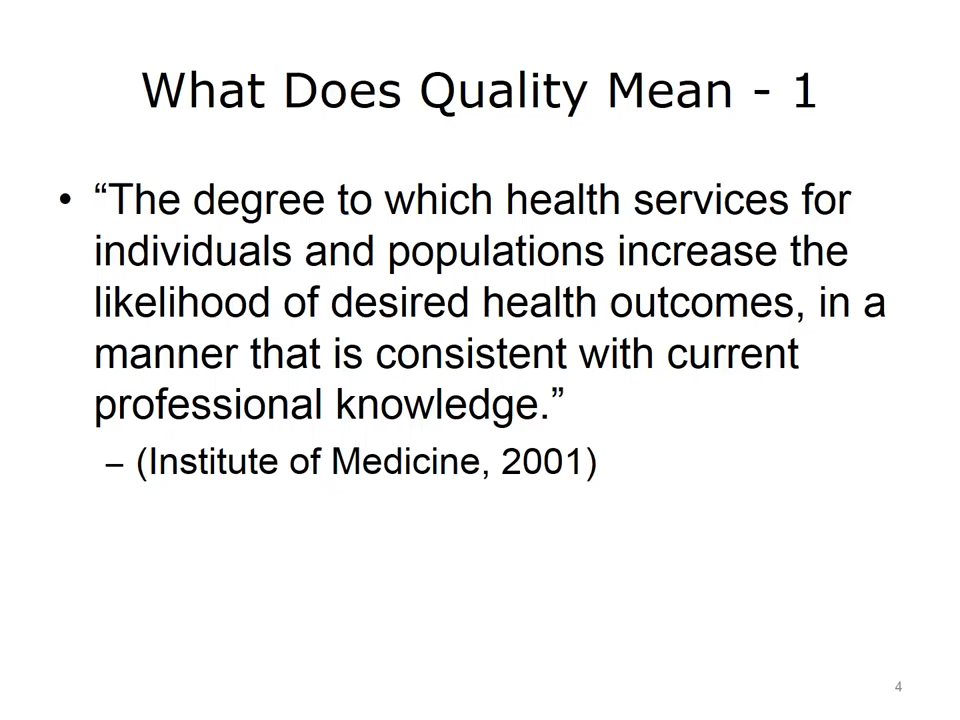 What Does Quality Mean - 1
• “The degree to which health services for
individuals and populations increase the
likelihood of desired health outcomes, in a
manner that is consistent with current
professional knowledge.”
– (Institute of Medicine, 2001)
4